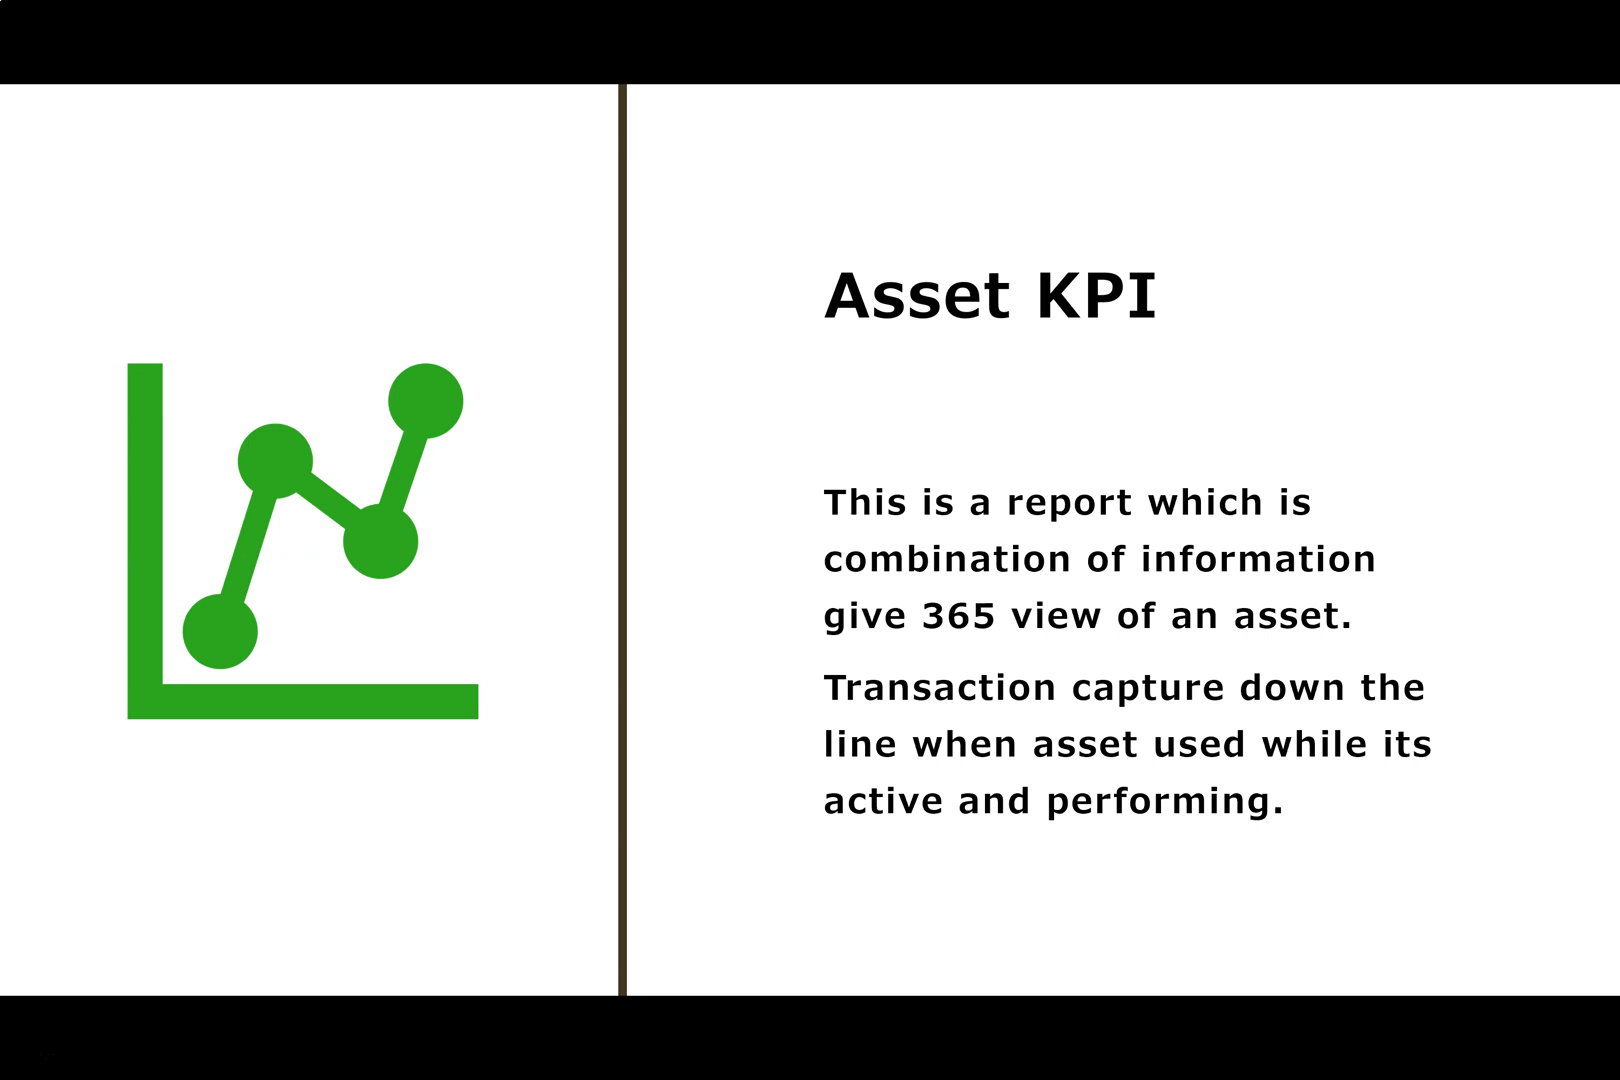 Asset KPI
This is a report which is
combination of information
give 365 view of an asset.
Transaction capture down the
line when asset used while its
active and performing.